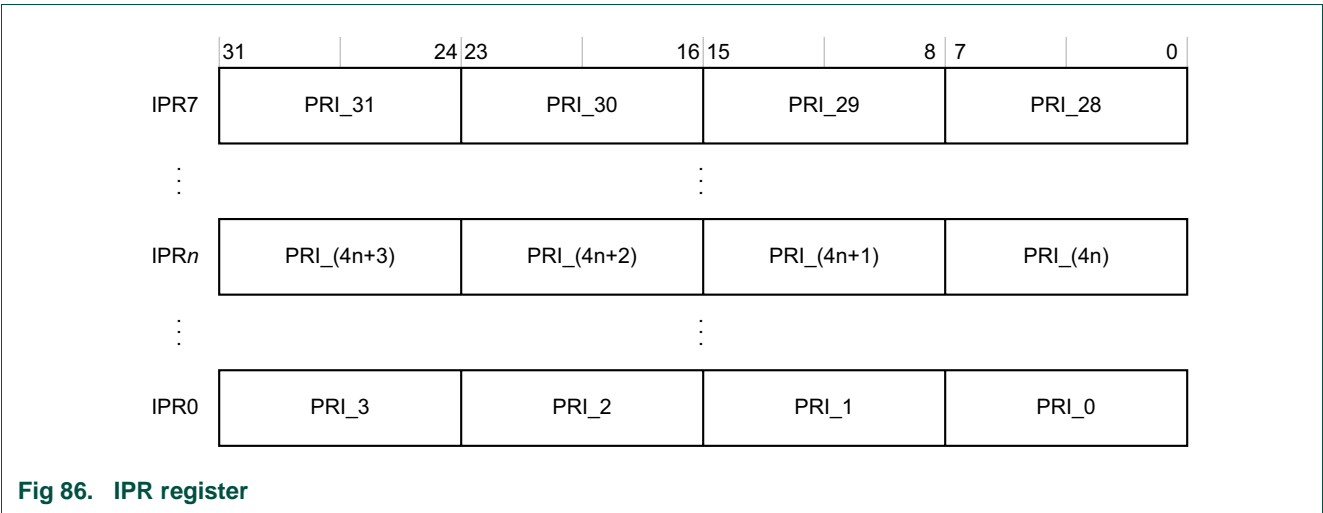 31 24 23 16 15 8 7 0
IPR7 PRI_31 PRI_30 PRI_29 PRI_28
IPRn PRI_(4n+3) PRI_(4n+2) PRI_(4n+1) PRI_(4n)
IPR0 PRI_3 PRI_2 PRI_1 PRI_0
Fig 86. IPR register